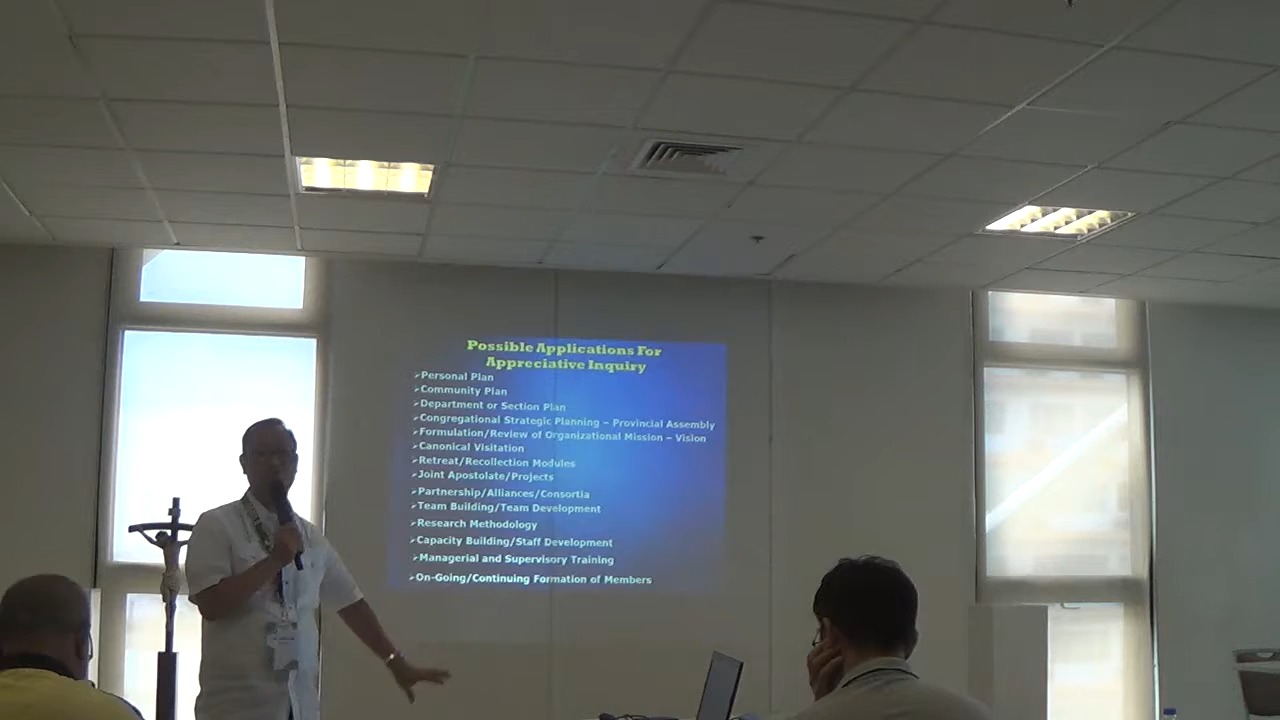 Possible Applications For
Appreciative Inquiry
➢Personal Plan
➢Community Plan
➢Department or Section Plan
➢Congregational Strategic Planning – Provincial Assembly
➢Formulation/Review of Organizational Mission – Vision
➢Canonical Visitation
➢Retreat/Recollection Modules
➢Joint Apostolate/Projects
➢Partnership/Alliances/Consortia
➢Team Building/Team Development
➢Research Methodology
➢Capacity Building/Staff Development
➢Managerial and Supervisory Training
➢On-Going/Continuing Formation of Members